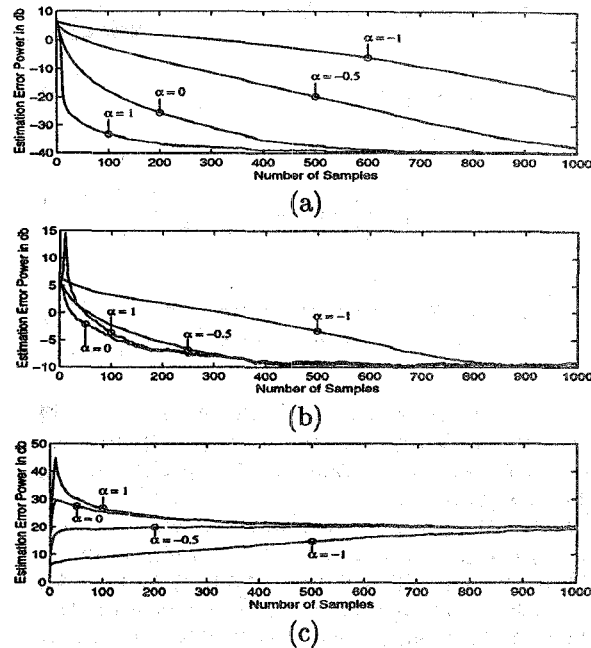 Estimation Error Power in db
10
0
−10
−20
−30
−40
α = −1
α = −0.5
α = 0
α = 1
0 100 200 300 400 500 600 700 800 900 1000
Number of Samples
(a)
Estimation Error Power in db
15
10
5
0
−5
−10
α = 1
α = −0.5
α = −1
α = 0
0 100 200 300 400 500 600 700 800 900 1000
Number of Samples
(b)
Estimation Error Power in db
50
40
30
20
10
0
α = 1
α = 0
α = −0.5
α = −1
0 100 200 300 400 500 600 700 800 900 1000
Number of Samples
(c)